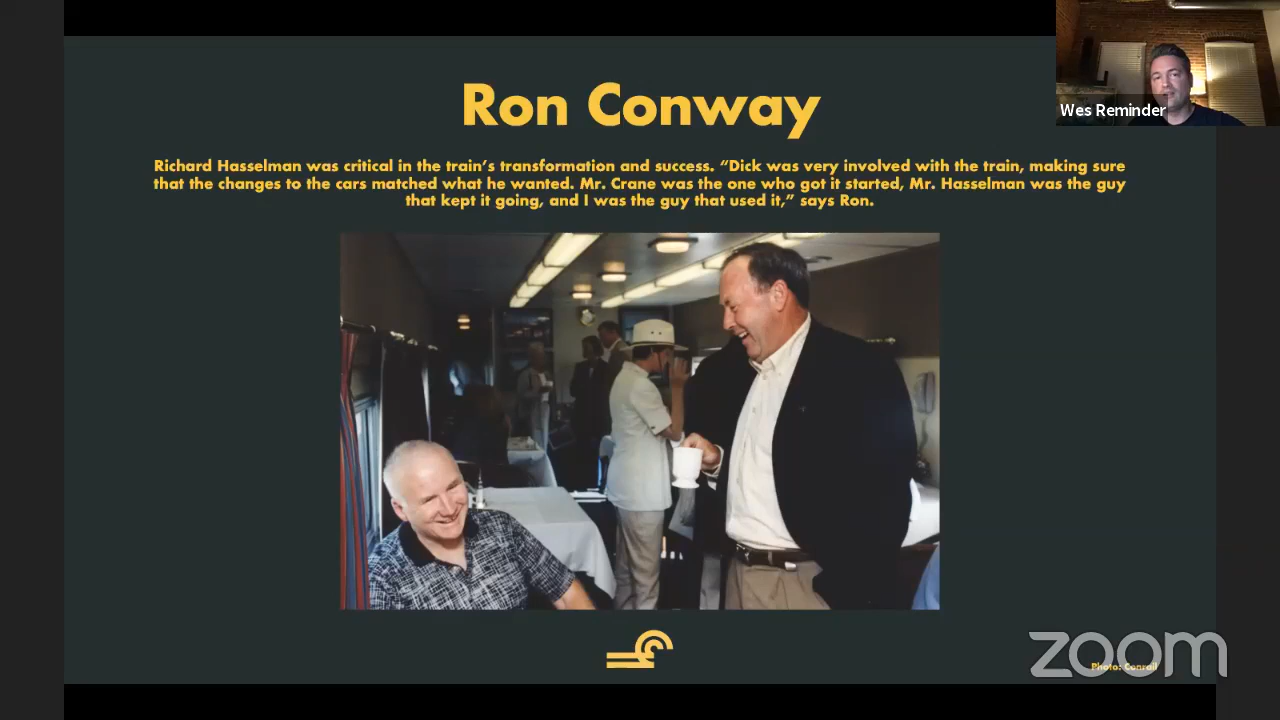 Ron Conway
Wes Reminder
Richard Hasselman was critical in the train's transformation and success. “Dick was very involved with the train, making sure
that the changes to the cars matched what he wanted. Mr. Crane was the one who got it started, Mr. Hasselman was the guy
that kept it going, and I was the guy that used it,” says Ron.
zoom
Photo: Conrail